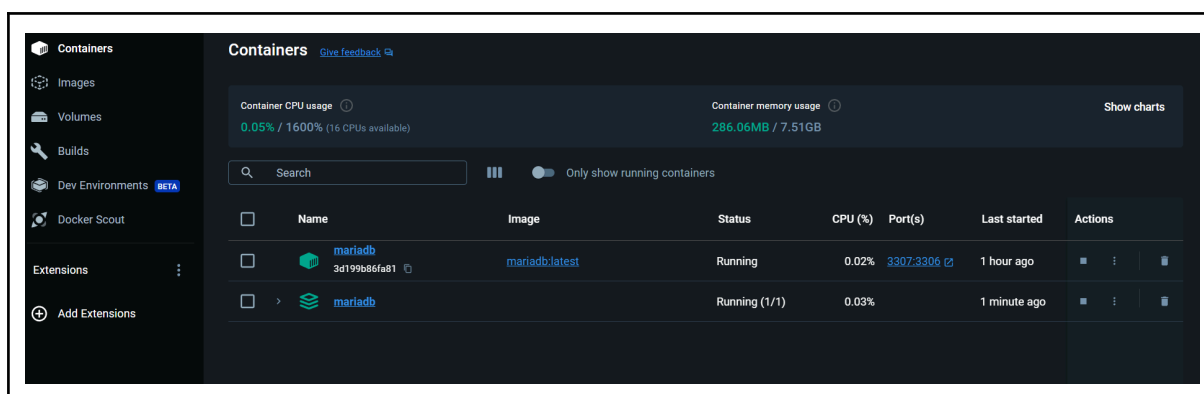 Containers
Images
Volumes
Builds
Dev Environments BETA
Docker Scout
Extensions
Add Extensions
Containers Give feedback
Container CPU usage
0.05% / 1600% (16 CPUs available)
Container memory usage
286.06MB / 7.51GB
Show charts
Search
Only show running containers
Name Image Status CPU (%) Port(s) Last started Actions
mariadb
3d199b86fa81
mariadb:latest Running 0.02% 3307:3306 1 hour ago
mariadb Running (1/1) 0.03% 1 minute ago